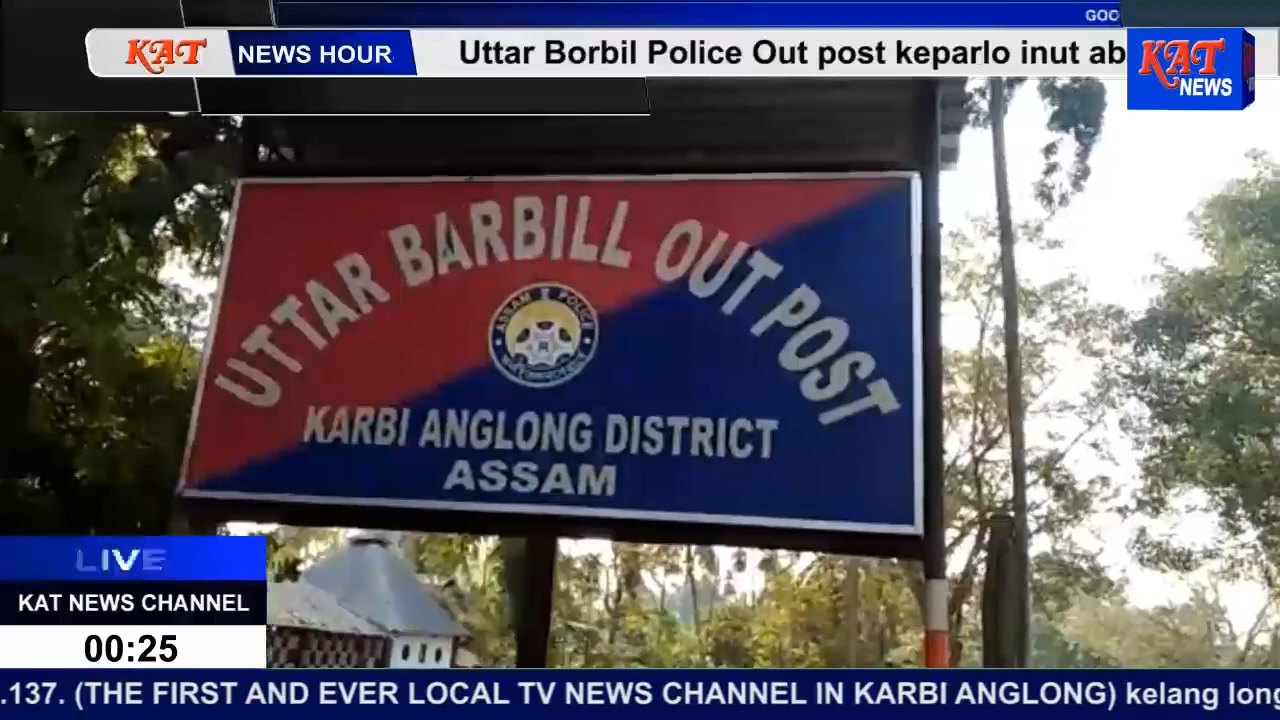 GOO
KAT NEWS HOUR Uttar Borbil Police Out post keparlo inut ab
KAT NEWS
UTTAR BARBILL OUT POST
ASSAM POLICE
KARBI ANGLONG DISTRICT
ASSAM
LIVE
KAT NEWS CHANNEL
00:25
.137. (THE FIRST AND EVER LOCAL TV NEWS CHANNEL IN KARBI ANGLONG) kelang long